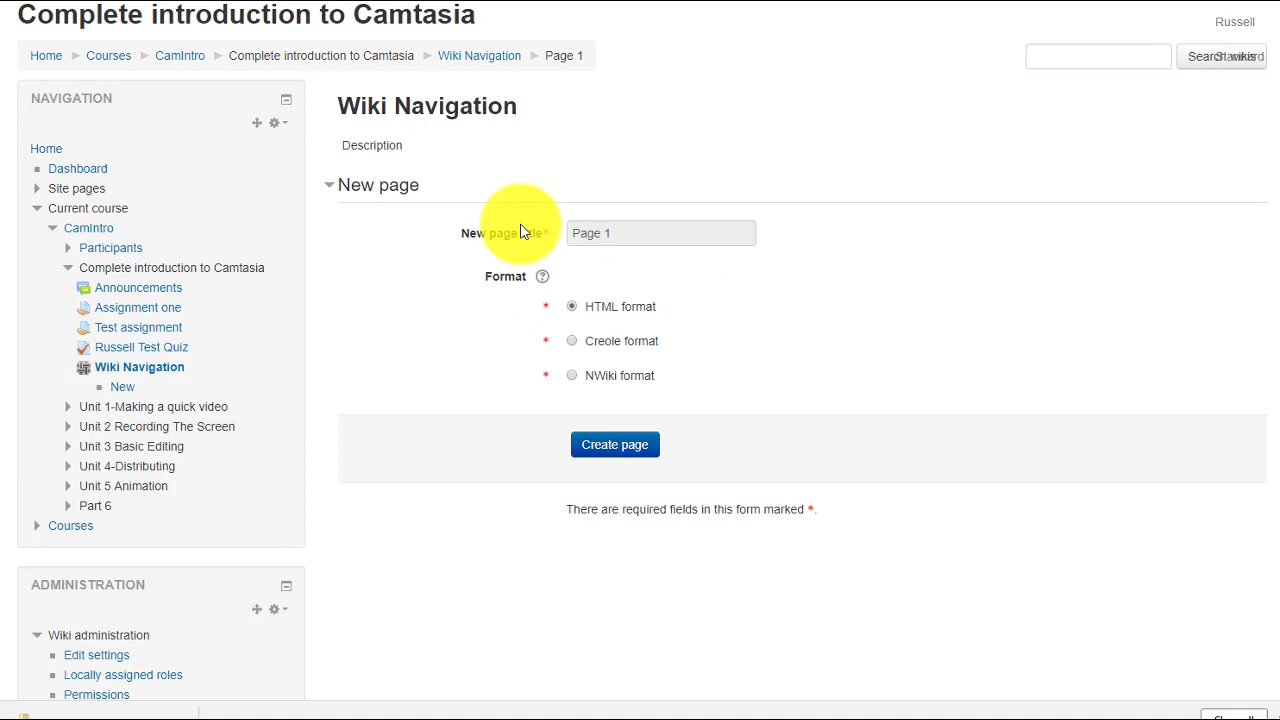 Complete introduction to Camtasia
Russell
Home Courses CamIntro Complete introduction to Camtasia Wiki Navigation Page 1
Search wikis
NAVIGATION
Home
Dashboard
Site pages
Current course
CamIntro
Participants
Complete introduction to Camtasia
Announcements
Assignment one
Test assignment
Russell Test Quiz
Wiki Navigation
New
Unit 1-Making a quick video
Unit 2 Recording The Screen
Unit 3 Basic Editing
Unit 4-Distributing
Unit 5 Animation
Part 6
Courses
ADMINISTRATION
Wiki administration
Edit settings
Locally assigned roles
Permissions
Wiki Navigation
Description
New page
New page title* Page 1
Format ?
* HTML format
* Creole format
* NWiki format
Create page
There are required fields in this form marked *.